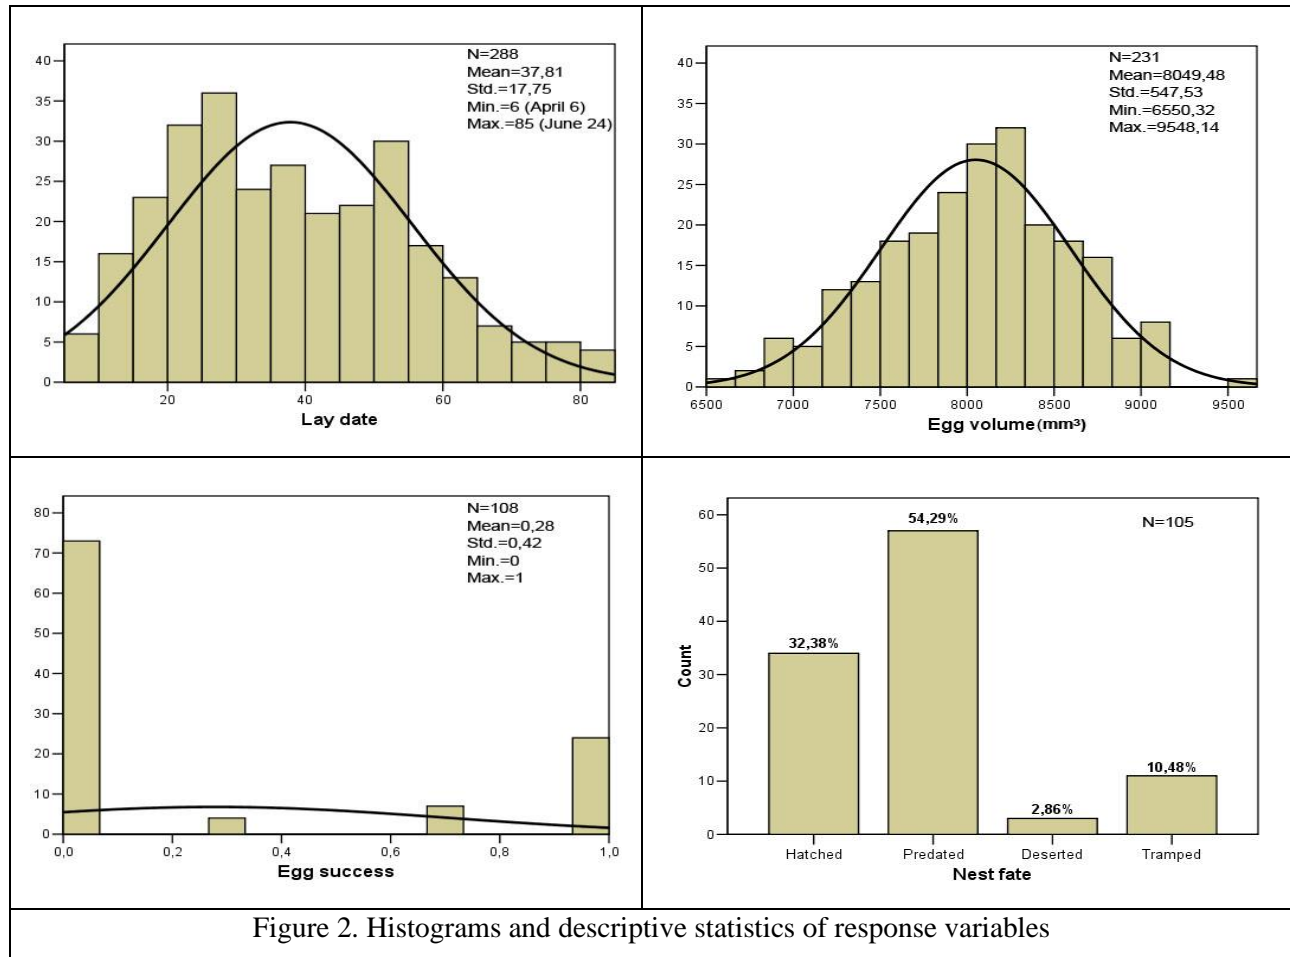 N=288
Mean=37,81
Std.=17,75
Min.=6 (April 6)
Max.=85 (June 24)
40
35
30
25
20
15
10
5
0
20 40 60 80
Lay date
N=231
Mean=8049,48
Std.=547,53
Min.=6550,32
Max.=9548,14
40
35
30
25
20
15
10
5
0
6500 7000 7500 8000 8500 9000 9500
Egg volume(mm³)
N=108
Mean=0,28
Std.=0,42
Min.=0
Max.=1
80
70
60
50
40
30
20
10
0
0,0 0,2 0,4 0,6 0,8 1,0
Egg success
N=105
60
50
40
30
20
10
0
Count
32,38%
54,29%
2,86%
10,48%
Hatched Predated Deserted Tramped
Nest fate
Figure 2. Histograms and descriptive statistics of response variables